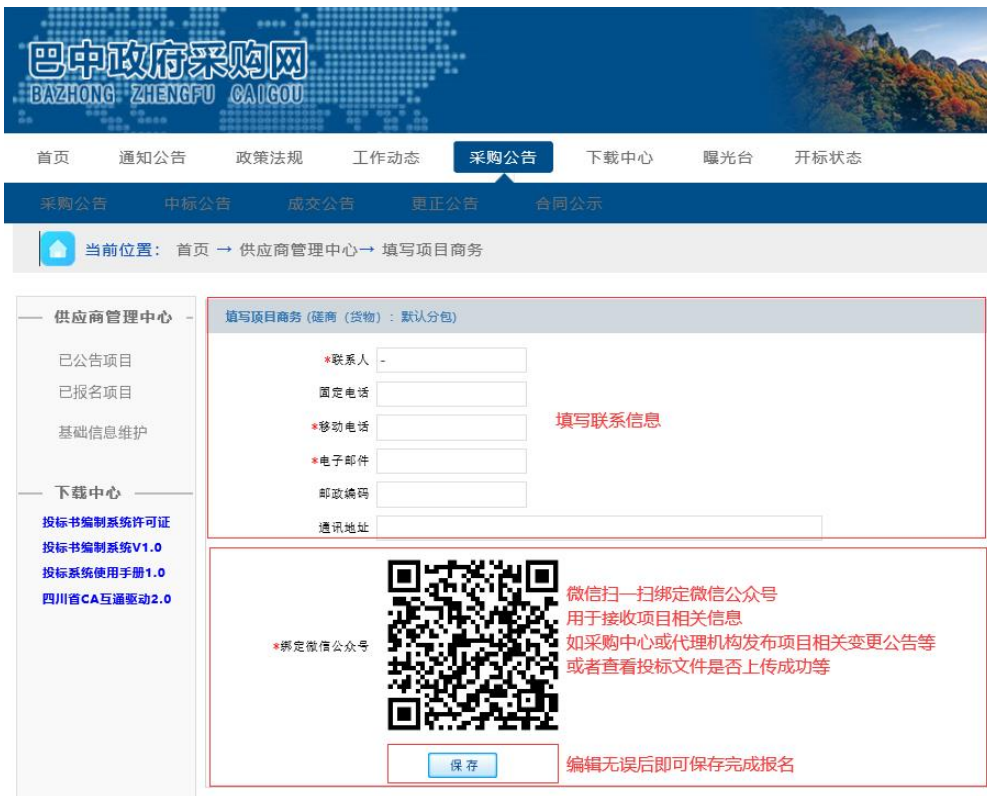 巴中政府采购网
BAZHONG ZHENGFU CAIGOU
首页 通知公告 政策法规 工作动态 采购公告 下载中心 曝光台 开标状态
采购公告 中标公告 成交公告 更正公告 合同公示
当前位置： 首页 → 供应商管理中心→ 填写项目商务
供应商管理中心
已公告项目
已报名项目
基础信息维护
下载中心
投标书编制系统许可证
投标书编制系统V1.0
投标系统使用手册1.0
四川省CA互通驱动2.0
填写项目商务 (磋商（货物）: 默认分包)
*联系人 -
固定电话
*移动电话
填写联系信息
*电子邮件
邮政编码
通讯地址
*绑定微信公众号
微信扫一扫绑定微信公众号
用于接收项目相关信息
如采购中心或代理机构发布项目相关变更公告等
或者查看投标文件是否上传成功等
保存
编辑无误后即可保存完成报名